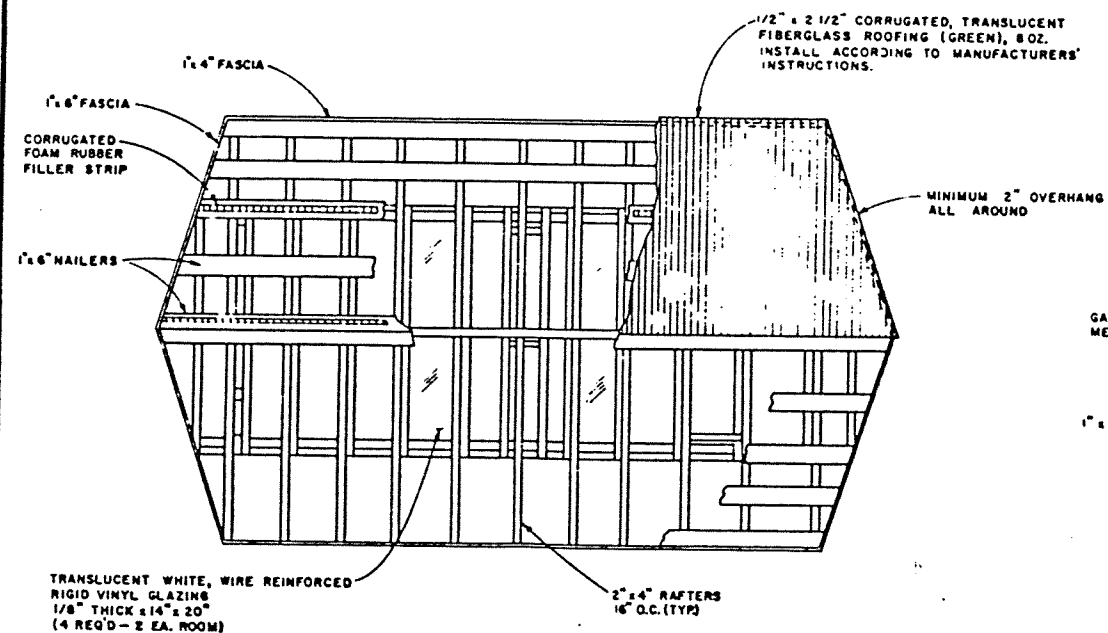 1/2" x 2 1/2" CORRUGATED, TRANSLUCENT
FIBERGLASS ROOFING (GREEN), 8 OZ.
INSTALL ACCORDING TO MANUFACTURERS'
INSTRUCTIONS.
1"x 4" FASCIA
1"x 6" FASCIA
CORRUGATED
FOAM RUBBER
FILLER STRIP
MINIMUM 2" OVERHANG
ALL AROUND
1"x 6" NAILERS
GA
ME
1" x
TRANSLUCENT WHITE, WIRE REINFORCED
RIGID VINYL GLAZING
1/8" THICK x 14" x 20"
(4 REQ'D - 2 EA. ROOM)
2" x 4" RAFTERS
16" O.C. (TYP.)